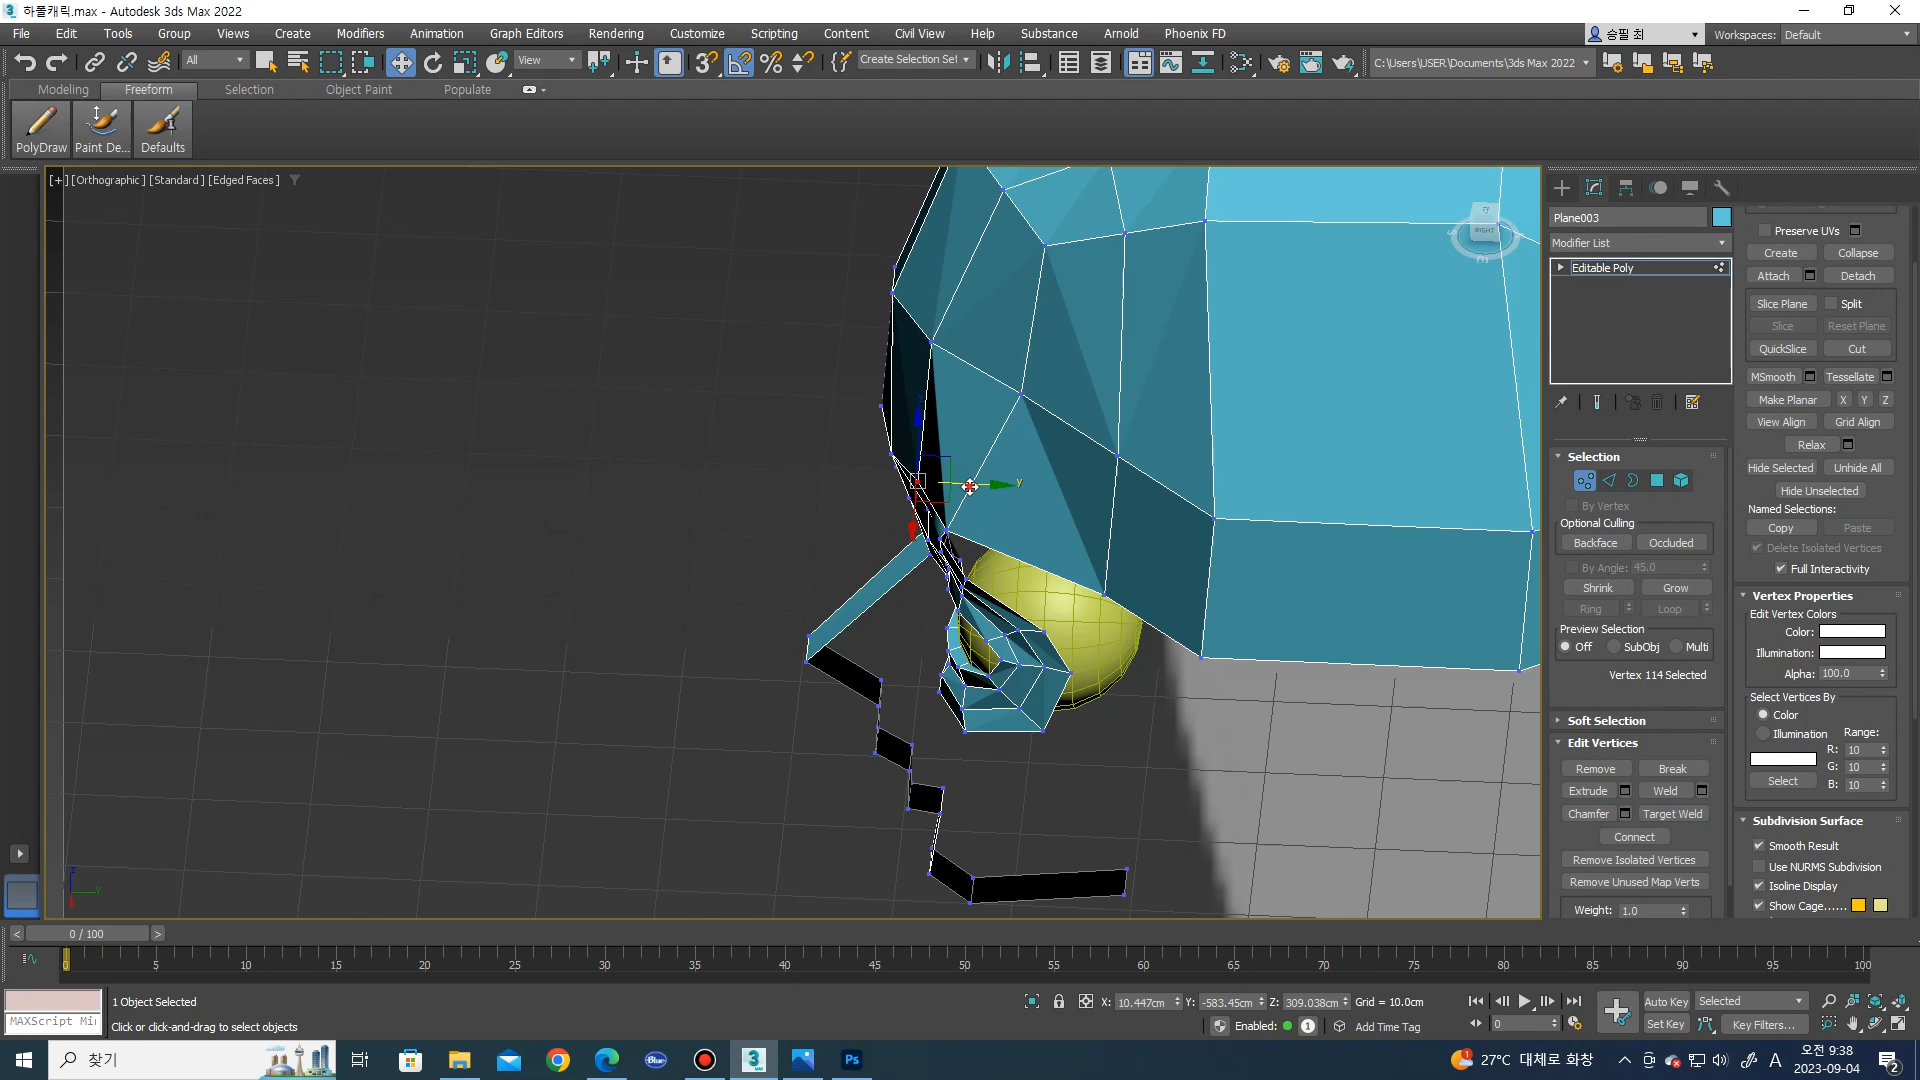 하폴캐릭.max - Autodesk 3ds Max 2022
File Edit Tools Group Views Create Modifiers Animation Graph Editors Rendering Customize Scripting Content Civil View Help Substance Arnold Phoenix FD
승필 최 Workspaces: Default
All View Create Selection Set C:\Users\USER\Documents\3ds Max 2022
Modeling Freeform Selection Object Paint Populate
PolyDraw Paint De... Defaults
[+] [Orthographic] [Standard] [Edged Faces]
y
RIGHT
Plane003
Modifier List
Editable Poly
Selection
By Vertex
Optional Culling
Backface Occluded
By Angle: 45.0
Shrink Grow
Ring Loop
Preview Selection
Off SubObj Multi
Vertex 114 Selected
Soft Selection
Edit Vertices
Remove Break
Extrude Weld
Chamfer Target Weld
Connect
Remove Isolated Vertices
Remove Unused Map Verts
Weight: 1.0
Preserve UVs
Create Collapse
Attach Detach
Slice Plane Split
Slice Reset Plane
QuickSlice Cut
MSmooth Tessellate
Make Planar X Y Z
View Align Grid Align
Relax
Hide Selected Unhide All
Hide Unselected
Named Selections:
Copy Paste
Delete Isolated Vertices
Full Interactivity
Vertex Properties
Edit Vertex Colors
Color:
Illumination:
Alpha: 100.0
Select Vertices By
Color
Illumination Range:
R: 10
G: 10
Select B: 10
Subdivision Surface
Smooth Result
Use NURMS Subdivision
Isoline Display
Show Cage......
< 0 / 100 >
0 5 10 15 20 25 30 35 40 45 50 55 60 65 70 75 80 85 90 95 100
1 Object Selected X: 10.447cm Y: -583.45cm Z: 309.038cm Grid = 10.0cm Auto Key Selected
MAXScript Mi Click or click-and-drag to select objects Enabled: 1 Add Time Tag 0 Set Key Key Filters...
찾기 27°C 대체로 화창 A 오전 9:38
2023-09-04 2